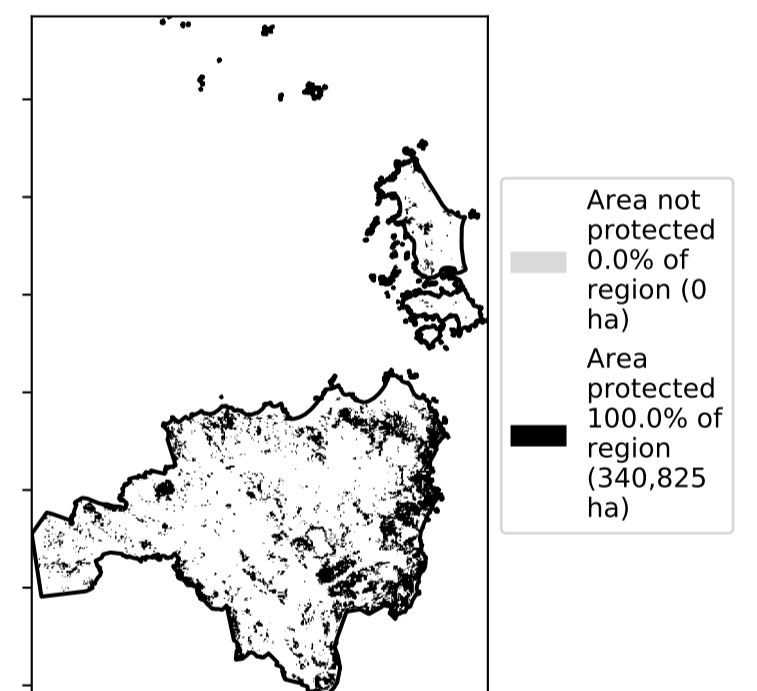 Area not
protected
0.0% of
region (0
ha)
Area
protected
100.0% of
region
(340,825
ha)